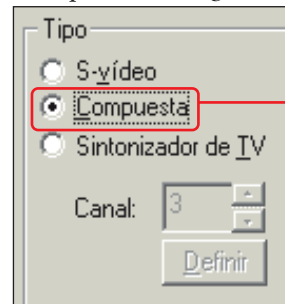 Tipo
S-vídeo
Compuesta
Sintonizador de TV
Canal: 3
Definir